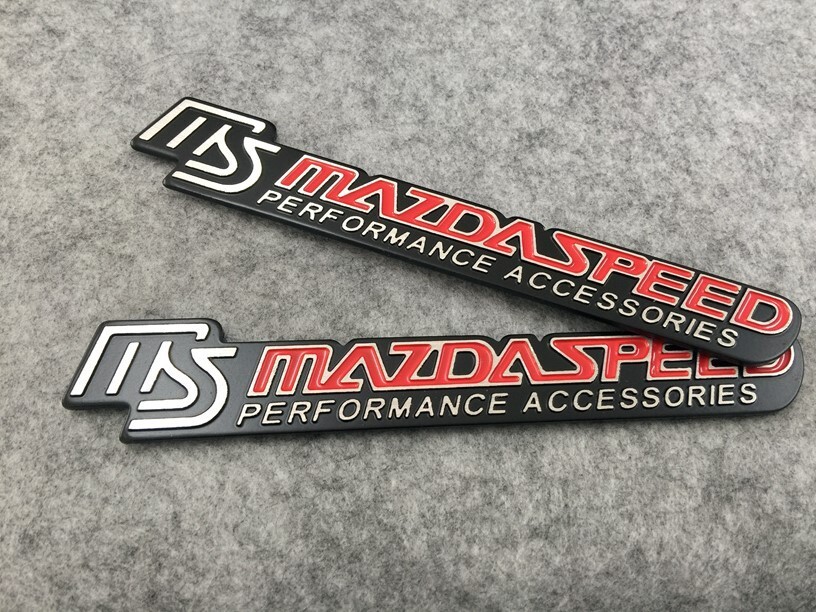 MS
MAZDASPEED
PERFORMANCE ACCESSORIES
MS
MAZDASPEED
PERFORMANCE ACCESSORIES